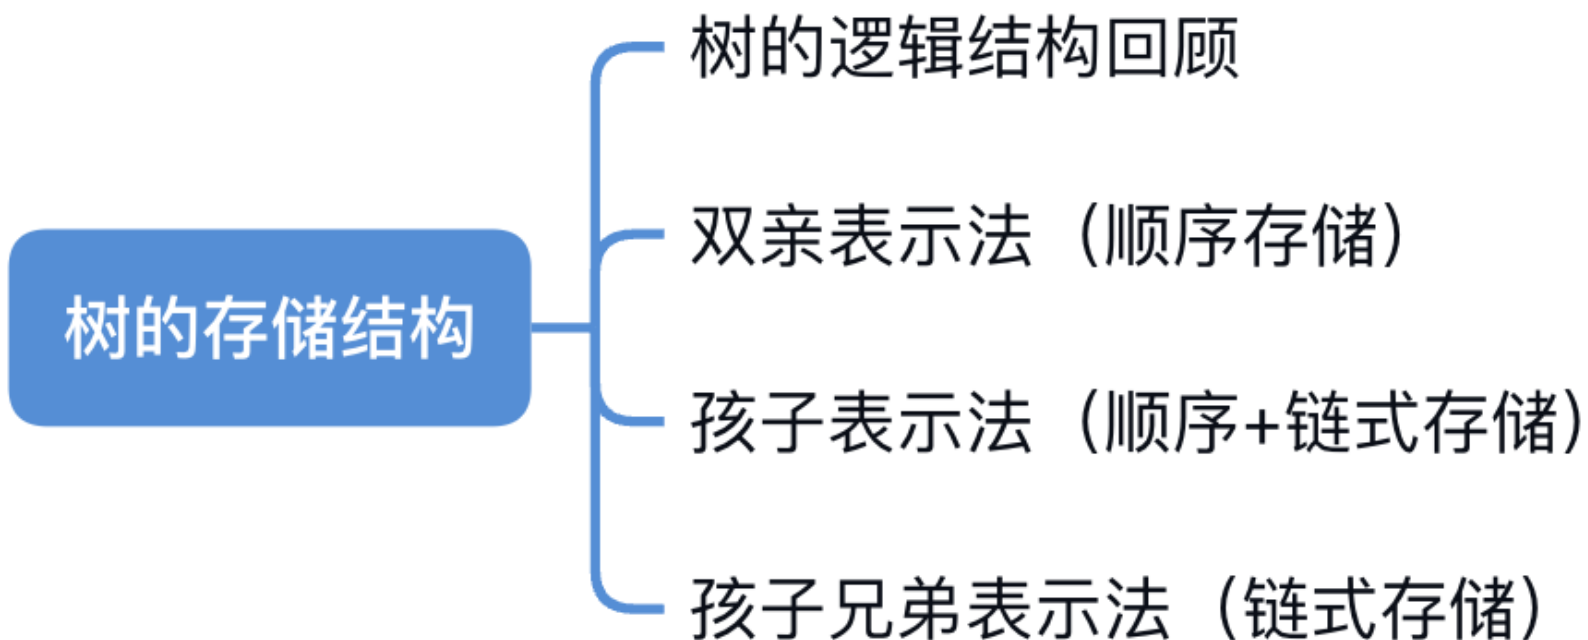 树的存储结构
树的逻辑结构回顾
双亲表示法（顺序存储）
孩子表示法（顺序+链式存储）
孩子兄弟表示法（链式存储）